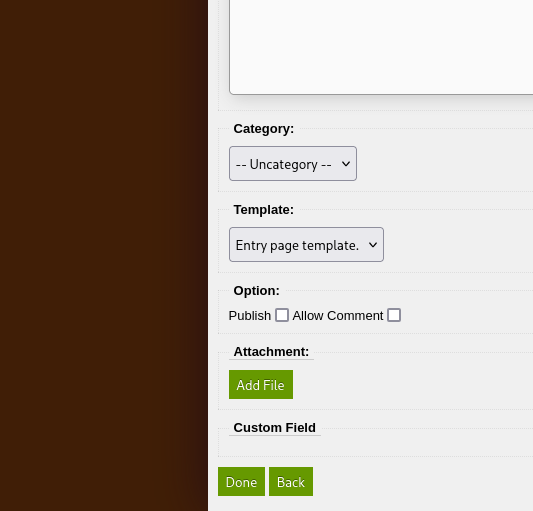 Category:
-- Uncategory --
Template:
Entry page template.
Option:
Publish Allow Comment
Attachment:
Add File
Custom Field
Done Back